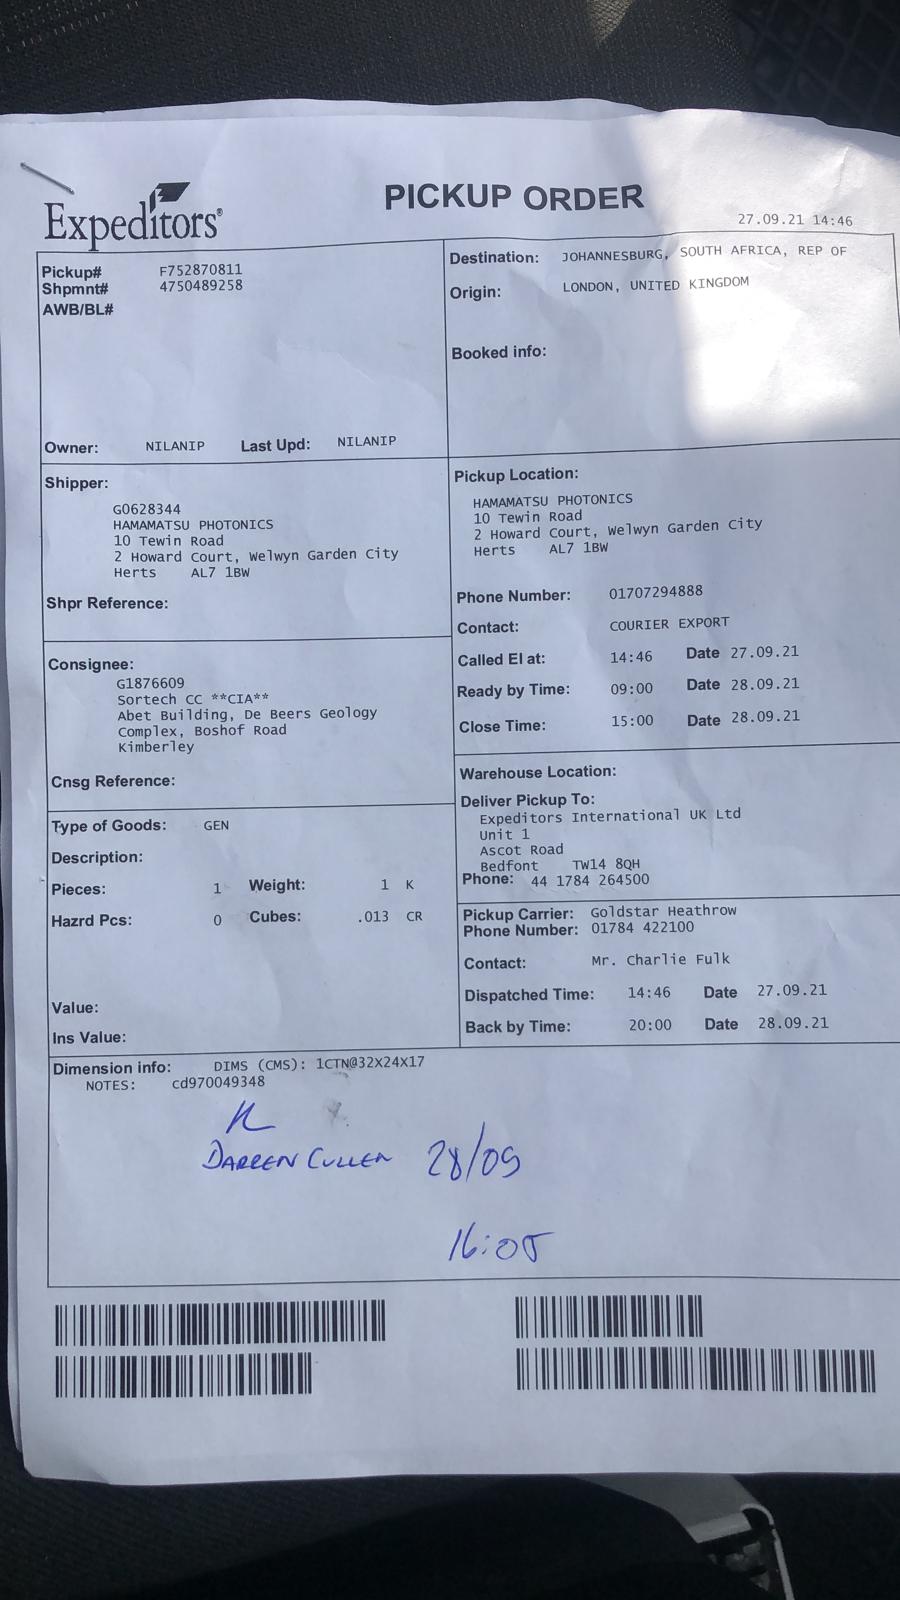 Expeditors®
PICKUP ORDER
27.09.21 14:46
Pickup# F752870811
Shpmnt# 4750489258
AWB/BL#
Owner: NILANIP Last Upd: NILANIP
Destination: JOHANNESBURG, SOUTH AFRICA, REP OF
Origin: LONDON, UNITED KINGDOM
Booked info:
Shipper:
G0628344
HAMAMATSU PHOTONICS
10 Tewin Road
2 Howard Court, Welwyn Garden City
Herts AL7 1BW
Shpr Reference:
Consignee:
G1876609
Sortech CC **CIA**
Abet Building, De Beers Geology
Complex, Boshof Road
Kimberley
Cnsg Reference:
Type of Goods: GEN
Description:
Pieces: 1 Weight: 1 K
Hazrd Pcs: 0 Cubes: .013 CR
Value:
Ins Value:
Pickup Location:
HAMAMATSU PHOTONICS
10 Tewin Road
2 Howard Court, Welwyn Garden City
Herts AL7 1BW
Phone Number: 01707294888
Contact: COURIER EXPORT
Called EI at: 14:46 Date 27.09.21
Ready by Time: 09:00 Date 28.09.21
Close Time: 15:00 Date 28.09.21
Warehouse Location:
Deliver Pickup To:
Expeditors International UK Ltd
Unit 1
Ascot Road
Bedfont TW14 8QH
Phone: 44 1784 264500
Pickup Carrier: Goldstar Heathrow
Phone Number: 01784 422100
Contact: Mr. Charlie Fulk
Dispatched Time: 14:46 Date 27.09.21
Back by Time: 20:00 Date 28.09.21
Dimension info: DIMS (CMS): 1CTN@32X24X17
NOTES: cd970049348
DARREN CULLEN 28/09
16:05